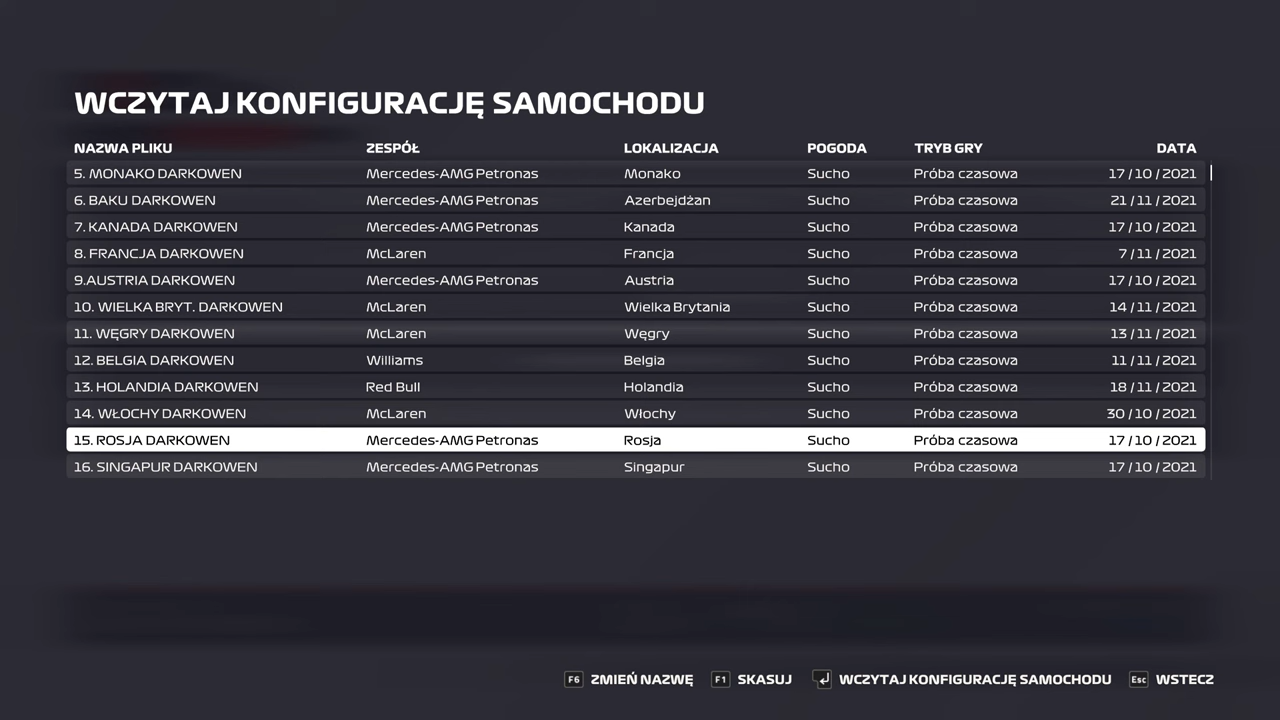 WCZYTAJ KONFIGURACJĘ SAMOCHODU
NAZWA PLIKU ZESPÓŁ LOKALIZACJA POGODA TRYB GRY DATA
5. MONAKO DARKOWEN Mercedes-AMG Petronas Monako Sucho Próba czasowa 17 / 10 / 2021
6. BAKU DARKOWEN Mercedes-AMG Petronas Azerbejdżan Sucho Próba czasowa 21 / 11 / 2021
7. KANADA DARKOWEN Mercedes-AMG Petronas Kanada Sucho Próba czasowa 17 / 10 / 2021
8. FRANCJA DARKOWEN McLaren Francja Sucho Próba czasowa 7 / 11 / 2021
9.AUSTRIA DARKOWEN Mercedes-AMG Petronas Austria Sucho Próba czasowa 17 / 10 / 2021
10. WIELKA BRYT. DARKOWEN McLaren Wielka Brytania Sucho Próba czasowa 14 / 11 / 2021
11. WĘGRY DARKOWEN McLaren Węgry Sucho Próba czasowa 13 / 11 / 2021
12. BELGIA DARKOWEN Williams Belgia Sucho Próba czasowa 11 / 11 / 2021
13. HOLANDIA DARKOWEN Red Bull Holandia Sucho Próba czasowa 18 / 11 / 2021
14. WŁOCHY DARKOWEN McLaren Włochy Sucho Próba czasowa 30 / 10 / 2021
15. ROSJA DARKOWEN Mercedes-AMG Petronas Rosja Sucho Próba czasowa 17 / 10 / 2021
16. SINGAPUR DARKOWEN Mercedes-AMG Petronas Singapur Sucho Próba czasowa 17 / 10 / 2021
F6 ZMIEŃ NAZWĘ F1 SKASUJ WCZYTAJ KONFIGURACJĘ SAMOCHODU Esc WSTECZ